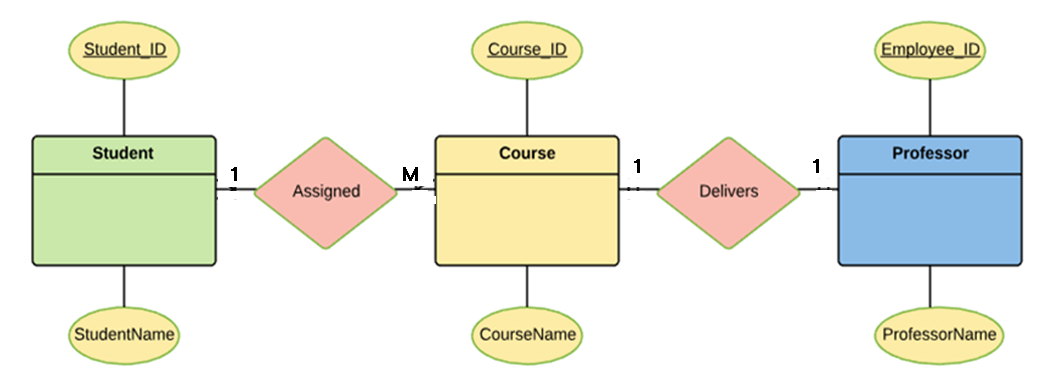 Student_ID
Course_ID
Employee_ID
Student
Course
Professor
1
Assigned
M
1
Delivers
1
StudentName
CourseName
ProfessorName